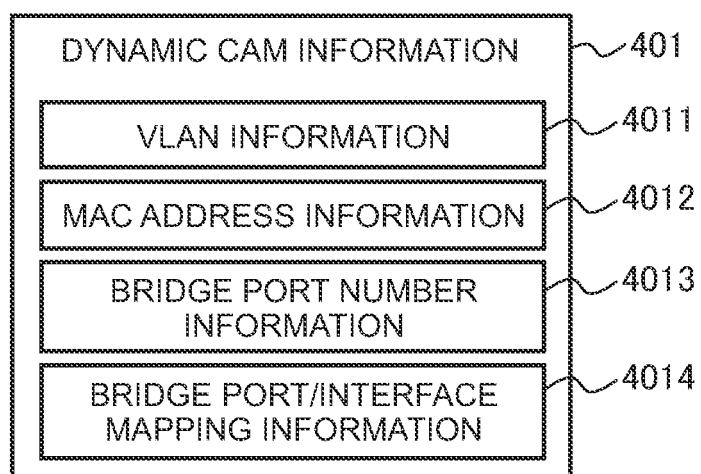 DYNAMIC CAM INFORMATION 401
VLAN INFORMATION 4011
MAC ADDRESS INFORMATION 4012
BRIDGE PORT NUMBER 4013
INFORMATION
BRIDGE PORT/INTERFACE 4014
MAPPING INFORMATION